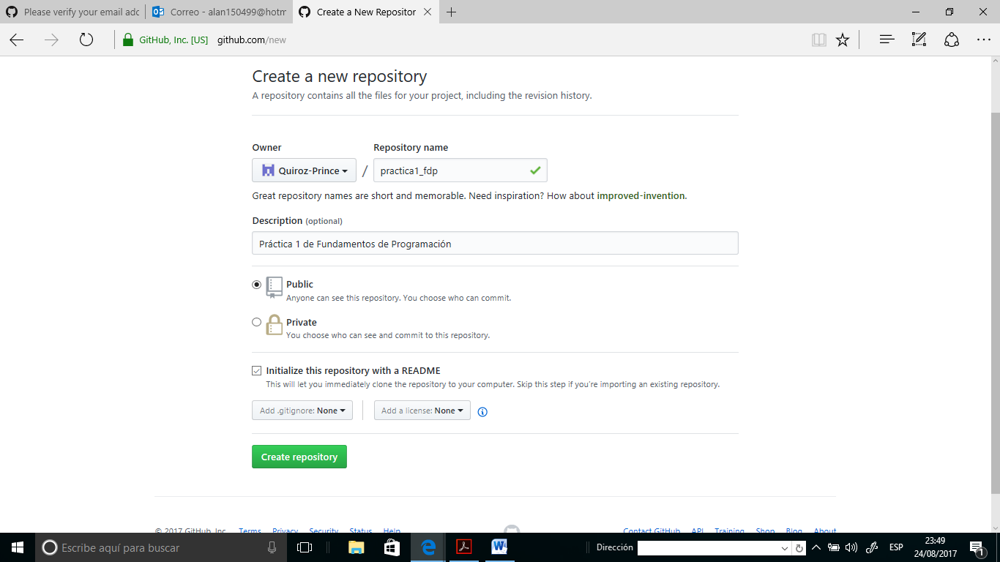 Please verify your email adc
Correo - alan150499@hotm
Create a New Repositor
GitHub, Inc. [US] github.com/new
Create a new repository
A repository contains all the files for your project, including the revision history.
Owner Repository name
Quiroz-Prince / practica1_fdp
Great repository names are short and memorable. Need inspiration? How about improved-invention.
Description (optional)
Práctica 1 de Fundamentos de Programación
Public
Anyone can see this repository. You choose who can commit.
Private
You choose who can see and commit to this repository.
Initialize this repository with a README
This will let you immediately clone the repository to your computer. Skip this step if you're importing an existing repository.
Add .gitignore: None Add a license: None
Create repository
© 2017 GitHub, Inc. Terms Privacy Security Status Help Contact GitHub API Training Shop Blog About
Escribe aquí para buscar Dirección ESP 23:49
24/08/2017 1